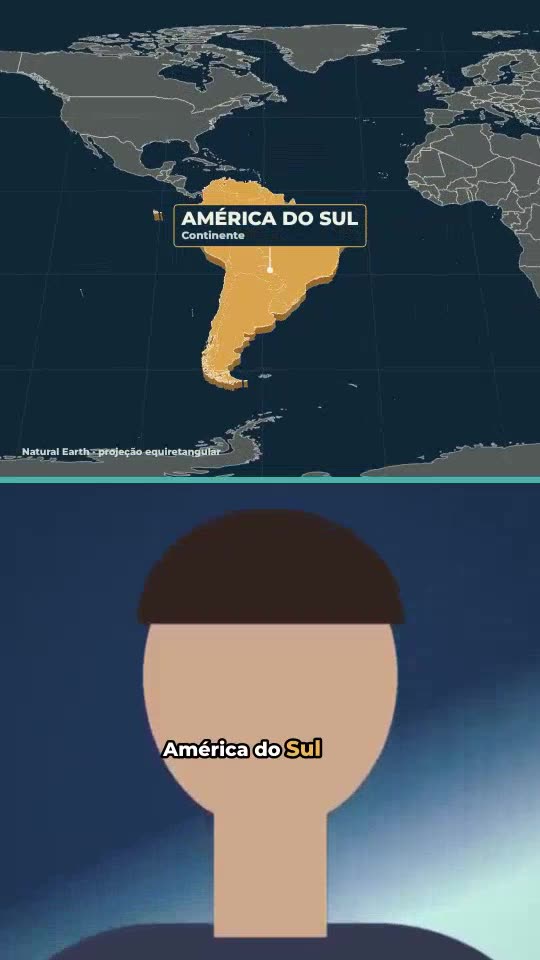 AMÉRICA DO SUL
Continente
Natural Earth · projeção equiretangular
América do Sul